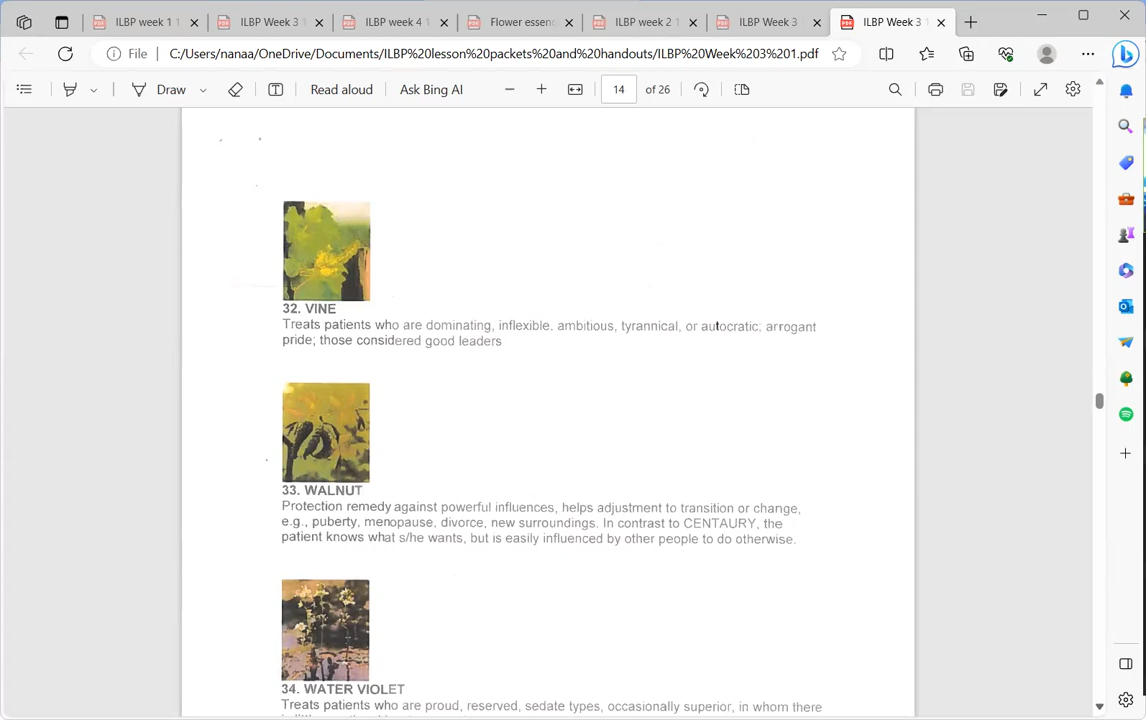 ILBP week 1 1
ILBP Week 3 1
ILBP week 4 1
Flower essenc
ILBP week 2 1
ILBP Week 3
ILBP Week 3 1
File
C:/Users/nanaa/OneDrive/Documents/ILBP%20lesson%20packets%20and%20handouts/ILBP%20Week%203%201.pdf
Draw
Read aloud
Ask Bing AI
14 of 26
32. VINE
Treats patients who are dominating, inflexible. ambitious, tyrannical, or autocratic; arrogant
pride; those considered good leaders
33. WALNUT
Protection remedy against powerful influences, helps adjustment to transition or change,
e.g., puberty, menopause, divorce, new surroundings. In contrast to CENTAURY, the
patient knows what s/he wants, but is easily influenced by other people to do otherwise.
34. WATER VIOLET
Treats patients who are proud, reserved, sedate types, occasionally superior, in whom there